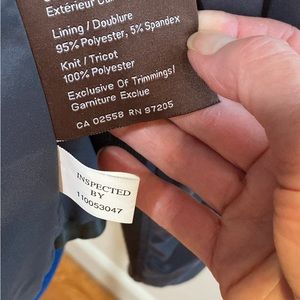 Extérieur
Lining / Doublure
95% Polyester, 5% Spandex
Knit / Tricot
100% Polyester
Exclusive Of Trimmings/
Garniture Exclue
CA 02558 RN 97205
INSPECTED
BY
110053047